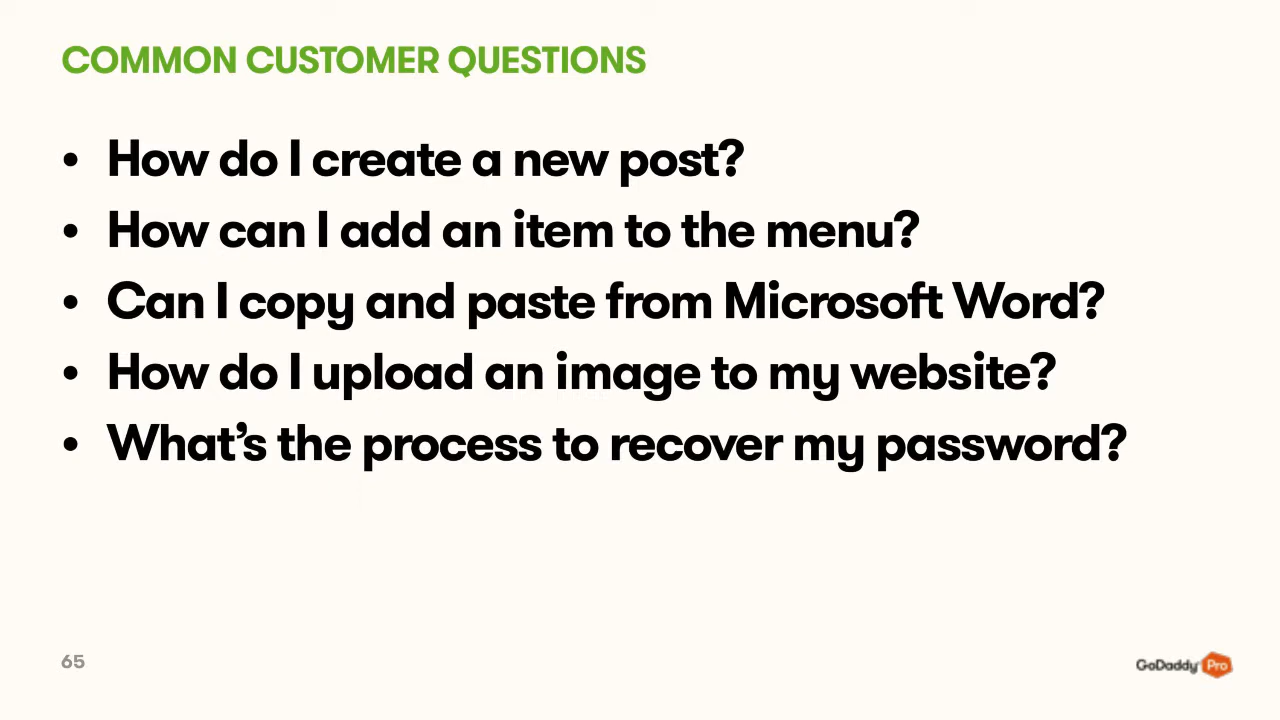 COMMON CUSTOMER QUESTIONS
• How do I create a new post?
• How can I add an item to the menu?
• Can I copy and paste from Microsoft Word?
• How do I upload an image to my website?
• What’s the process to recover my password?
65
GoDaddy Pro